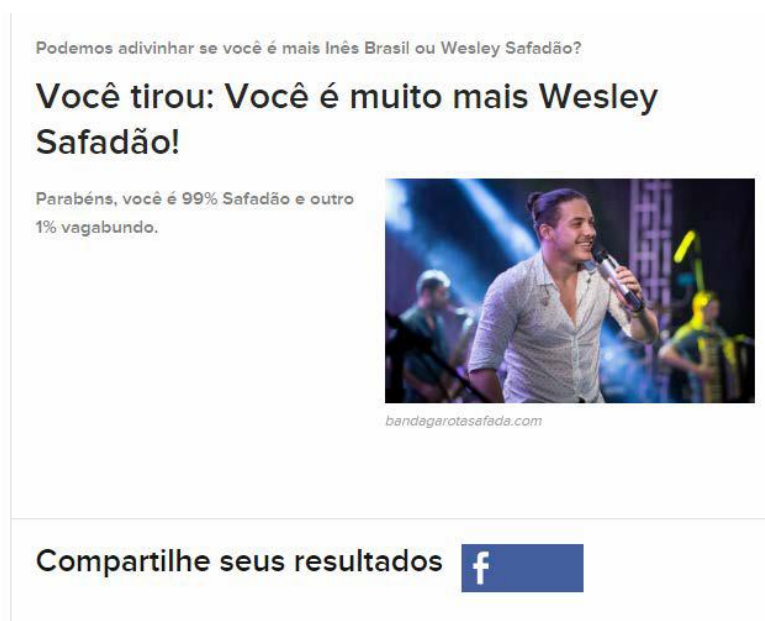 Podemos adivinhar se você é mais Inês Brasil ou Wesley Safadão?
Você tirou: Você é muito mais Wesley
Safadão!
Parabéns, você é 99% Safadão e outro
1% vagabundo.
bandagarotasafada.com
Compartilhe seus resultados f